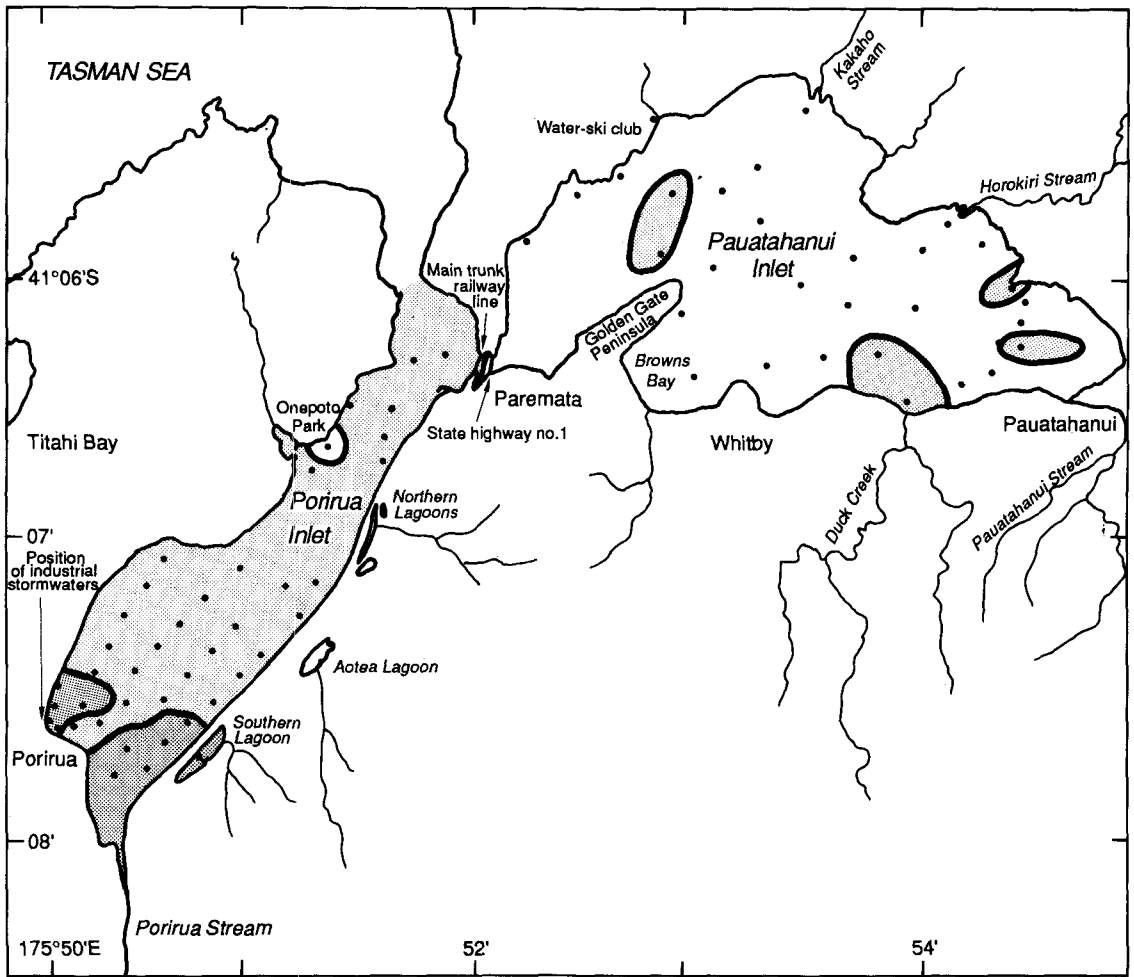 TASMAN SEA
Kakaho
Stream
Water-ski club
Horokiri Stream
Pauatahanui
Inlet
41°06'S
Main trunk
railway
line
Golden Gate
Peninsula
Browns
Bay
Onepoto
Park
Paremata
Titahi Bay
State highway no.1
Whitby
Pauatahanui
Duck Creek
Pauatahanui Stream
Porirua
Inlet
Northern
Lagoons
07'
Position
of industrial
stormwaters
Aotea Lagoon
Southern
Lagoon
Porirua
08'
Porirua Stream
175°50'E
52'
54'